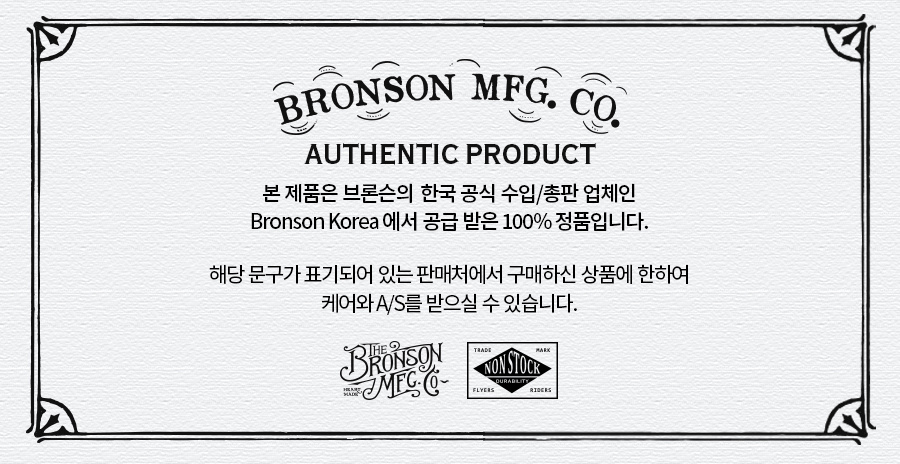 BRONSON MFG. CO.
AUTHENTIC PRODUCT
본 제품은 브론슨의 한국 공식 수입/총판 업체인
Bronson Korea 에서 공급 받은 100% 정품입니다.
해당 문구가 표기되어 있는 판매처에서 구매하신 상품에 한하여
케어와 A/S를 받으실 수 있습니다.
THE
BRONSON
MFG. CO
HEART
MADE
TRADE MARK
NON STOCK
DURABILITY
FLYERS RIDERS